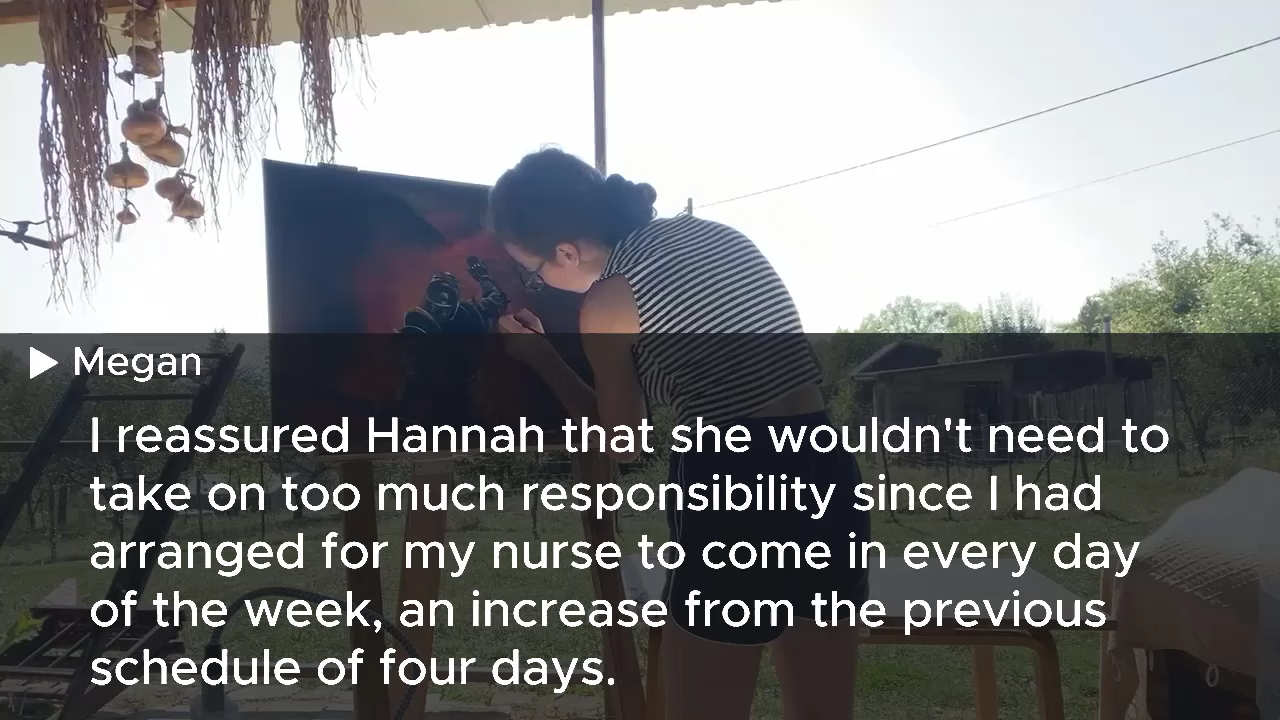 Megan
I reassured Hannah that she wouldn't need to
take on too much responsibility since I had
arranged for my nurse to come in every day
of the week, an increase from the previous
schedule of four days.